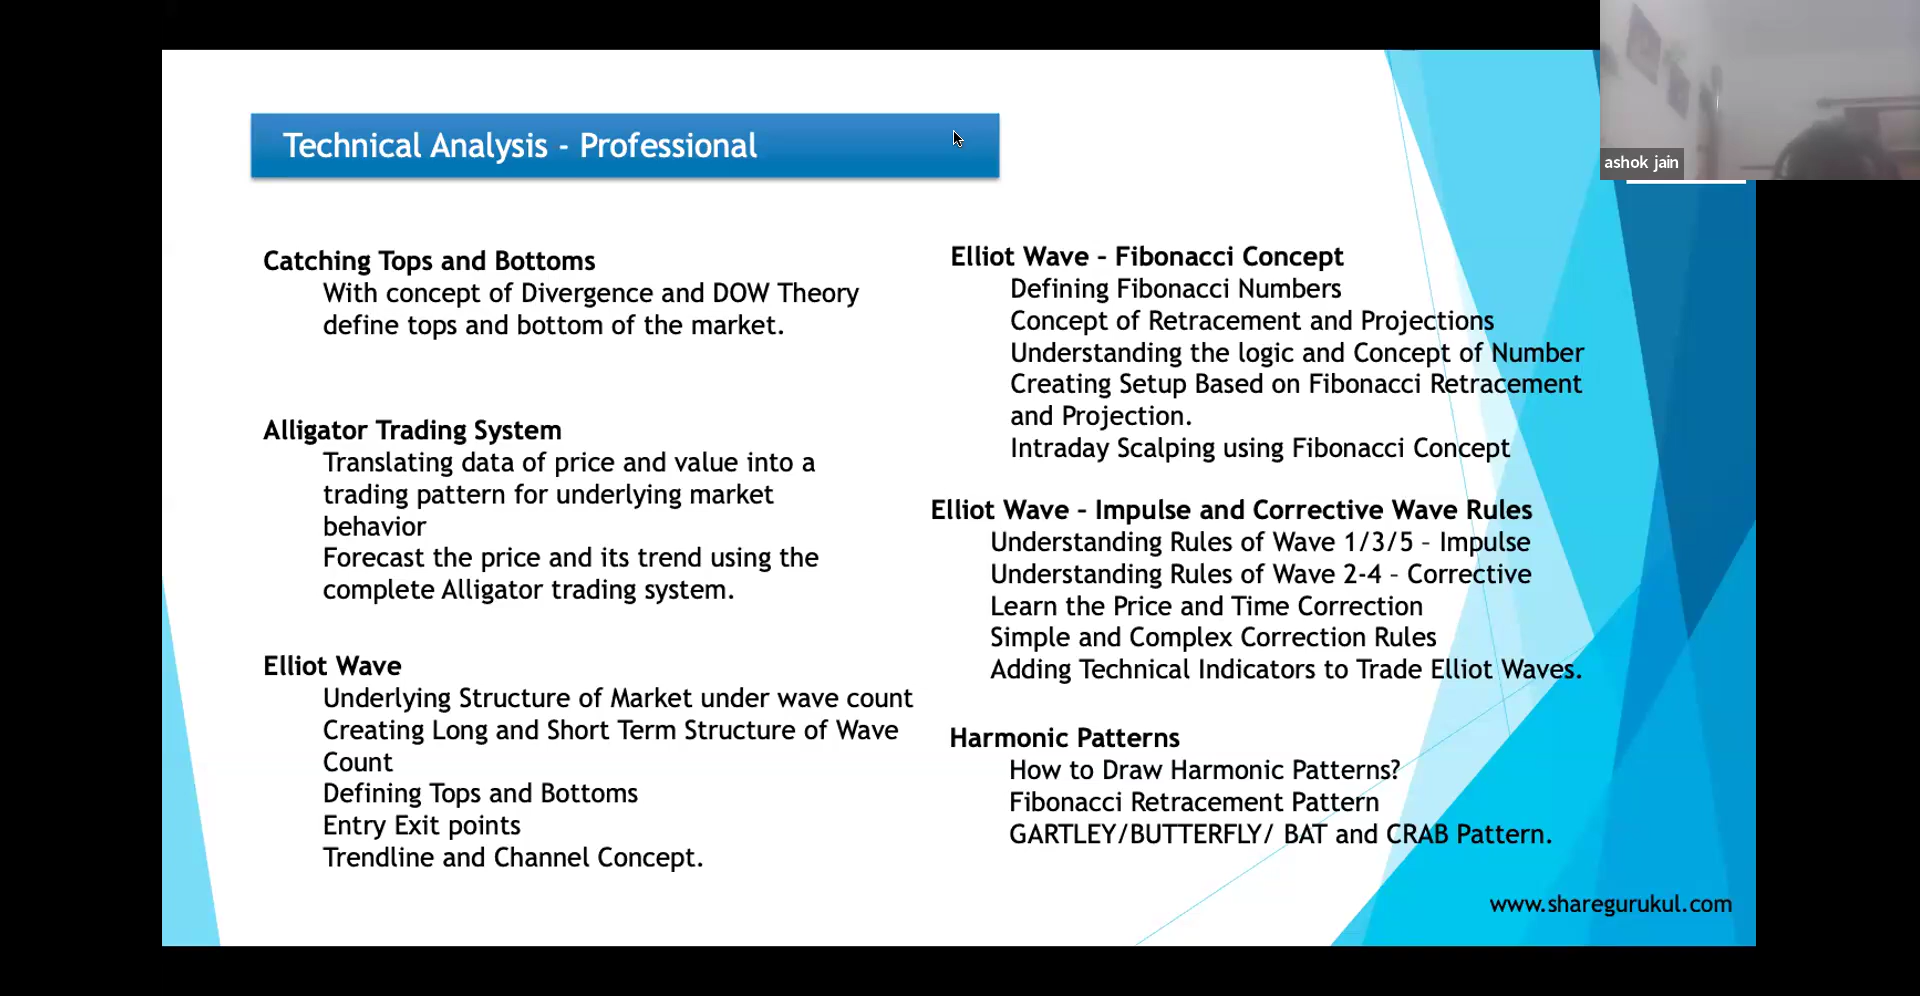 Technical Analysis - Professional
Catching Tops and Bottoms
With concept of Divergence and DOW Theory
define tops and bottom of the market.
Alligator Trading System
Translating data of price and value into a
trading pattern for underlying market
behavior
Forecast the price and its trend using the
complete Alligator trading system.
Elliot Wave
Underlying Structure of Market under wave count
Creating Long and Short Term Structure of Wave
Count
Defining Tops and Bottoms
Entry Exit points
Trendline and Channel Concept.
Elliot Wave – Fibonacci Concept
Defining Fibonacci Numbers
Concept of Retracement and Projections
Understanding the logic and Concept of Number
Creating Setup Based on Fibonacci Retracement
and Projection.
Intraday Scalping using Fibonacci Concept
Elliot Wave – Impulse and Corrective Wave Rules
Understanding Rules of Wave 1/3/5 – Impulse
Understanding Rules of Wave 2-4 – Corrective
Learn the Price and Time Correction
Simple and Complex Correction Rules
Adding Technical Indicators to Trade Elliot Waves.
Harmonic Patterns
How to Draw Harmonic Patterns?
Fibonacci Retracement Pattern
GARTLEY/BUTTERFLY/ BAT and CRAB Pattern.
www.sharegurukul.com
ashok jain